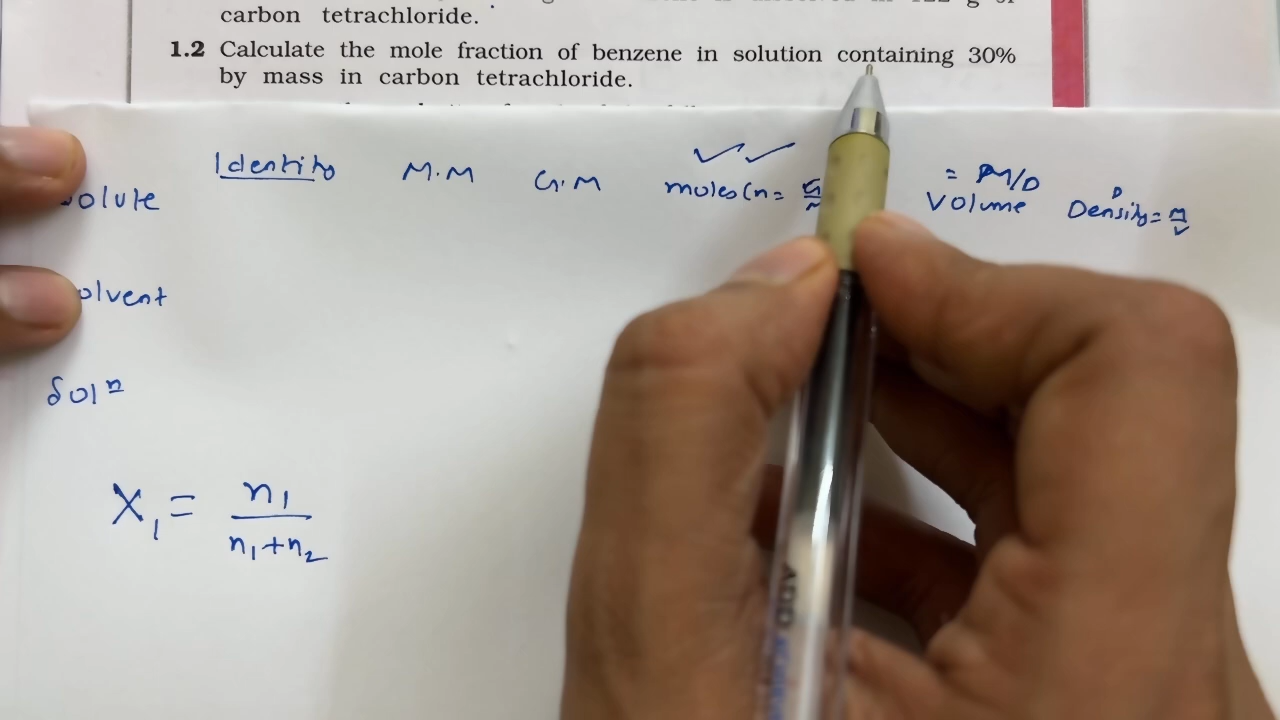 carbon tetrachloride.
1.2 Calculate the mole fraction of benzene in solution containing 30%
by mass in carbon tetrachloride.
Identity M.M G.M moles(n = = M/D
olute Volume Density = M/V
olvent
Solⁿ
X₁ = n₁
n₁+n₂
ADD